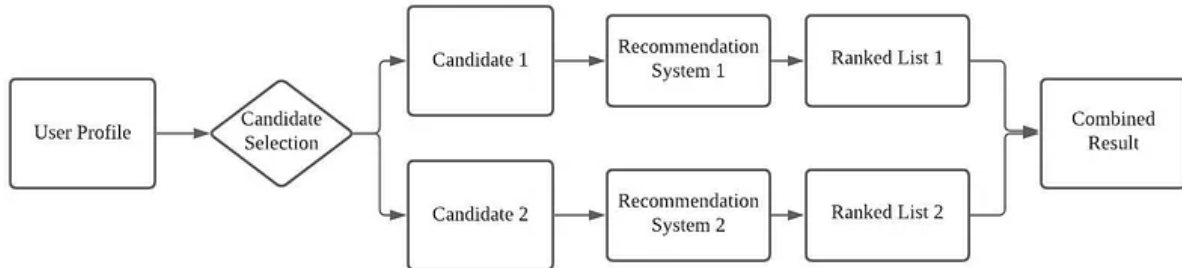 User Profile
Candidate
Selection
Candidate 1
Recommendation
System 1
Ranked List 1
Candidate 2
Recommendation
System 2
Ranked List 2
Combined
Result